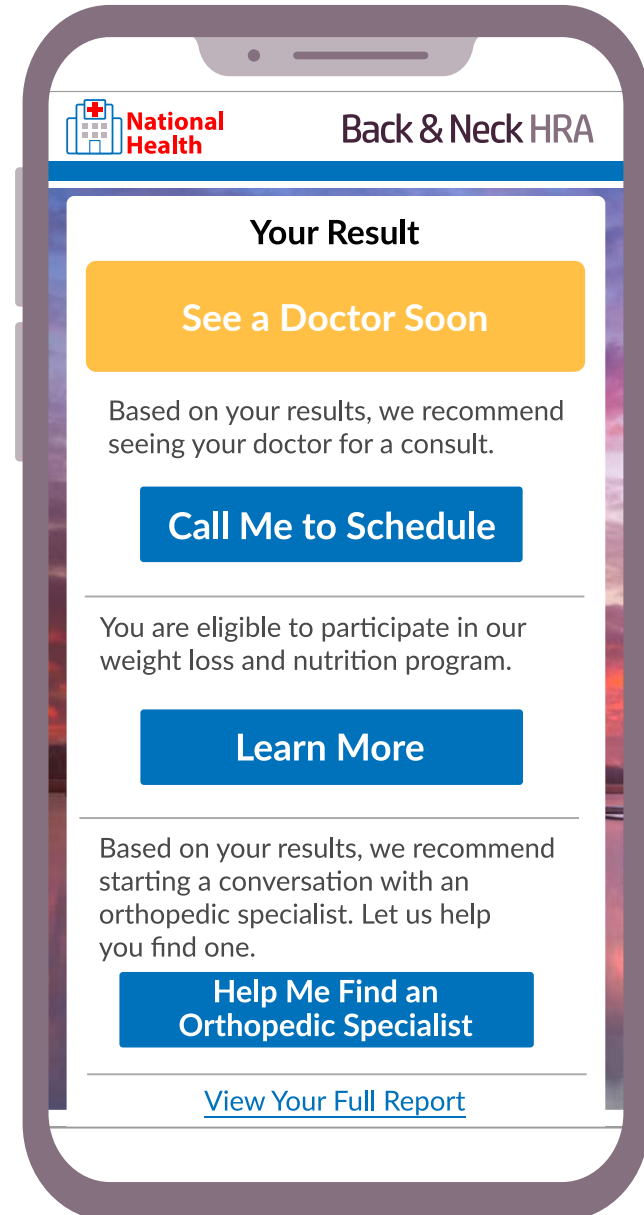 National
Health
Back & Neck HRA
Your Result
See a Doctor Soon
Based on your results, we recommend
seeing your doctor for a consult.
Call Me to Schedule
You are eligible to participate in our
weight loss and nutrition program.
Learn More
Based on your results, we recommend
starting a conversation with an
orthopedic specialist. Let us help
you find one.
Help Me Find an
Orthopedic Specialist
View Your Full Report